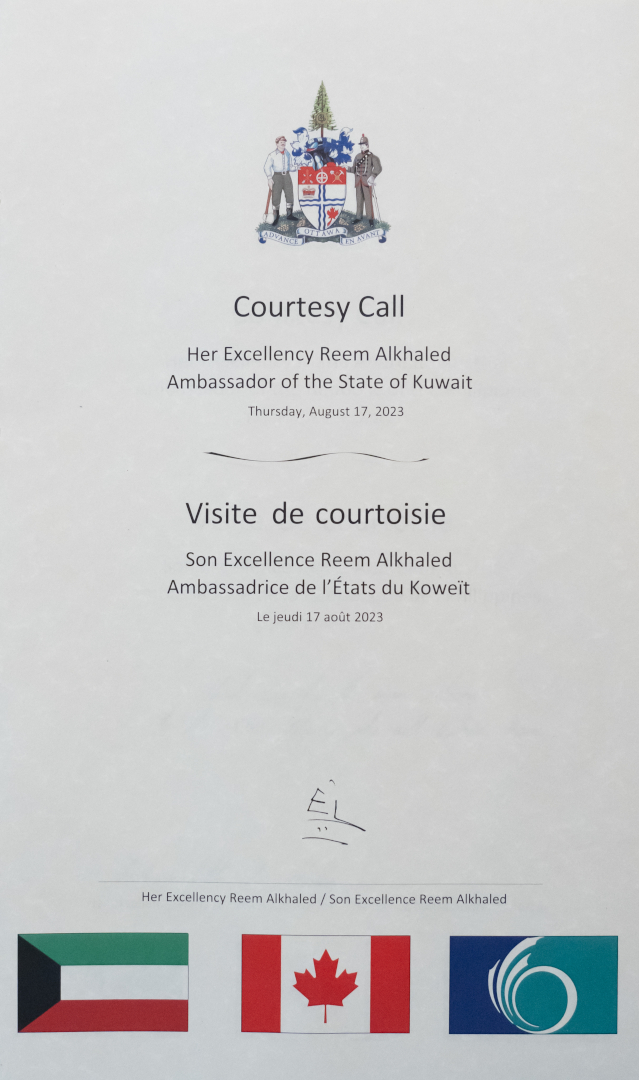 ADVANCE OTTAWA EN AVANT
Courtesy Call
Her Excellency Reem Alkhaled
Ambassador of the State of Kuwait
Thursday, August 17, 2023
Visite de courtoisie
Son Excellence Reem Alkhaled
Ambassadrice de l’États du Koweït
Le jeudi 17 août 2023
Her Excellency Reem Alkhaled / Son Excellence Reem Alkhaled